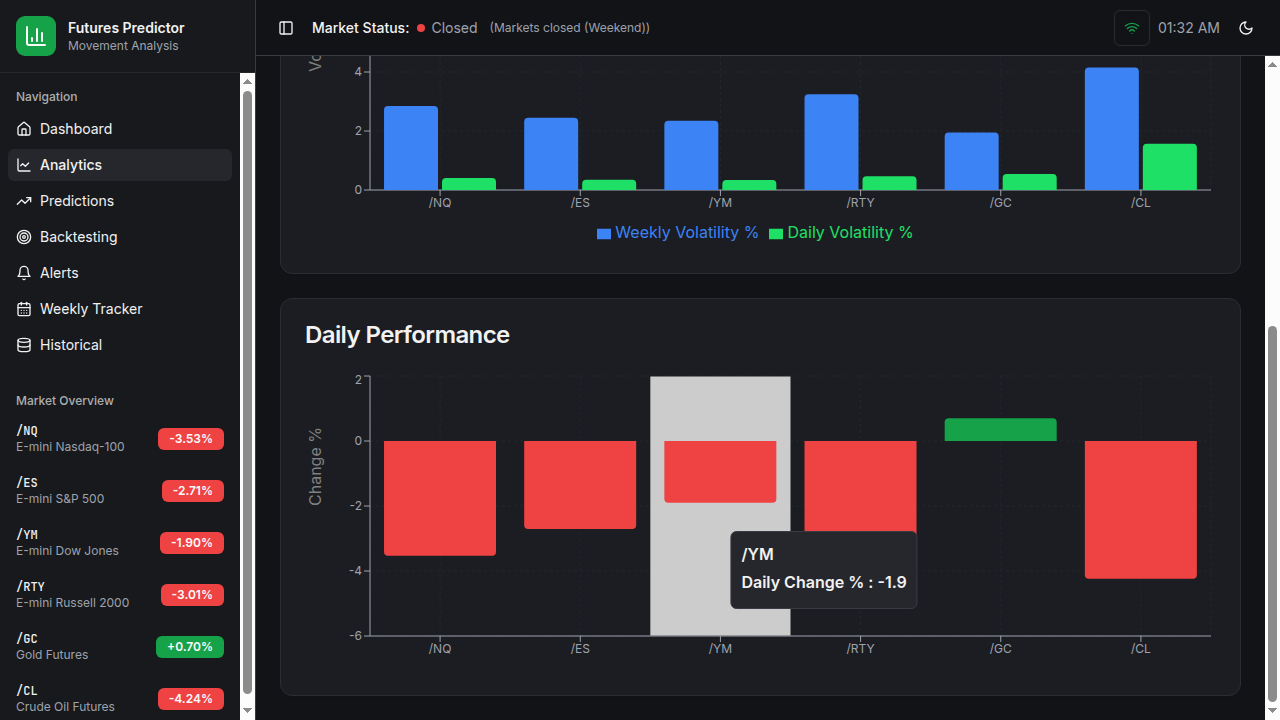 Futures Predictor
Movement Analysis
Navigation
Dashboard
Analytics
Predictions
Backtesting
Alerts
Weekly Tracker
Historical
Market Overview
/NQ
E-mini Nasdaq-100
-3.53%
/ES
E-mini S&P 500
-2.71%
/YM
E-mini Dow Jones
-1.90%
/RTY
E-mini Russell 2000
-3.01%
/GC
Gold Futures
+0.70%
/CL
Crude Oil Futures
-4.24%
Market Status: Closed (Markets closed (Weekend))
01:32 AM
4
2
0
/NQ /ES /YM /RTY /GC /CL
Weekly Volatility % Daily Volatility %
Daily Performance
Change %
2
0
-2
-4
-6
/NQ /ES /YM /RTY /GC /CL
/YM
Daily Change % : -1.9